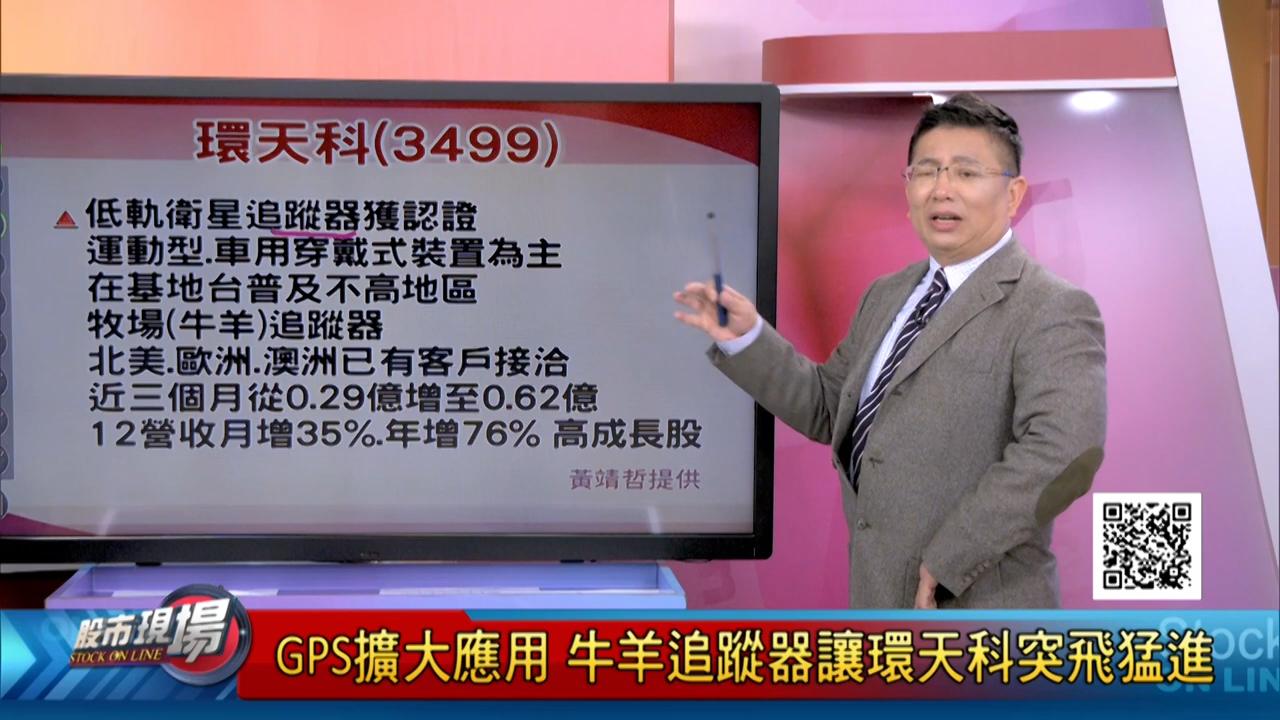 環天科(3499)
低軌衛星追蹤器獲認證
運動型.車用穿戴式裝置為主
在基地台普及不高地區
牧場(牛羊)追蹤器
北美.歐洲.澳洲已有客戶接洽
近三個月從0.29億增至0.62億
12營收月增35%.年增76% 高成長股
黃靖哲提供
股市現場
STOCK ON LINE
GPS擴大應用 牛羊追蹤器讓環天科突飛猛進
Stock
ON LIN